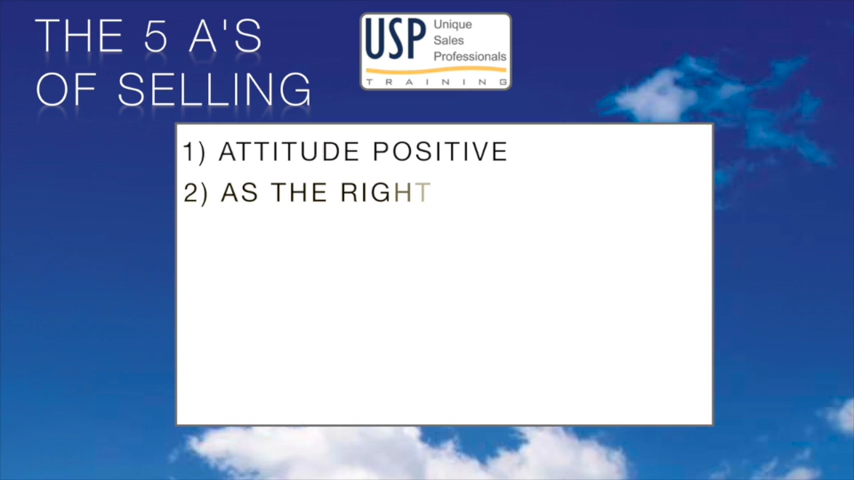 THE 5 A'S
OF SELLING
USP
Unique
Sales
Professionals
TRAINING
1) ATTITUDE POSITIVE
2) AS THE RIGHT